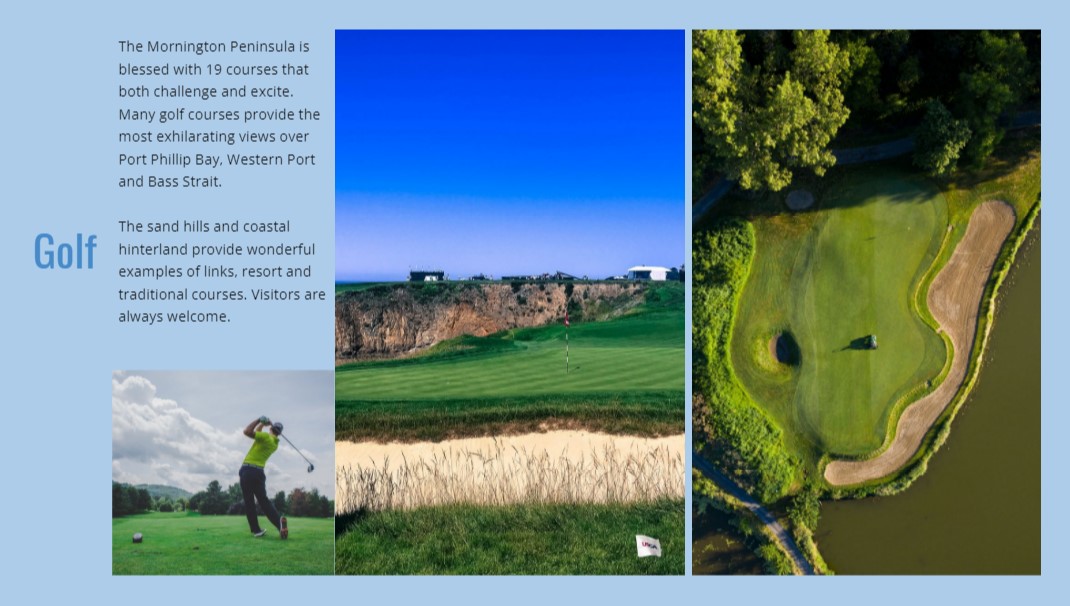 The Mornington Peninsula is
blessed with 19 courses that
both challenge and excite.
Many golf courses provide the
most exhilarating views over
Port Phillip Bay, Western Port
and Bass Strait.
Golf
The sand hills and coastal
hinterland provide wonderful
examples of links, resort and
traditional courses. Visitors are
always welcome.
USGA